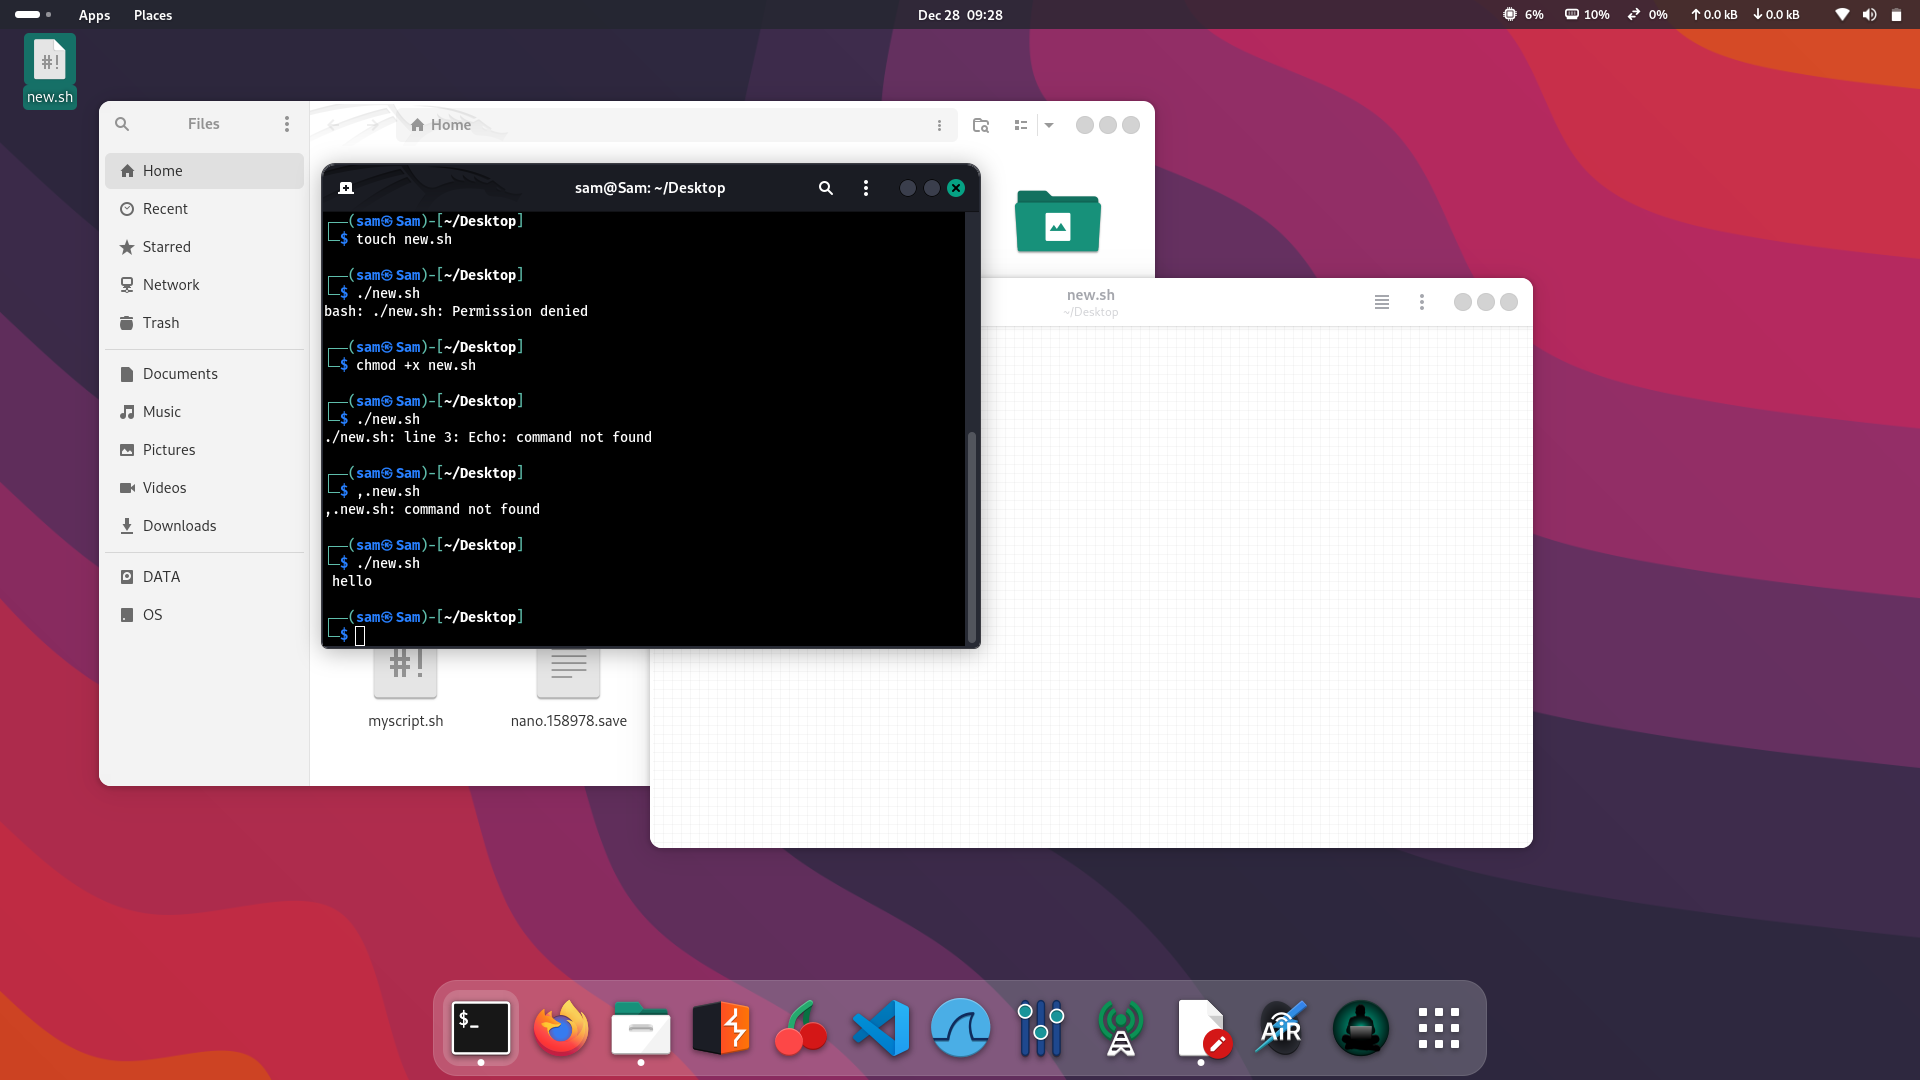 Apps Places Dec 28 09:28 6% 10% 0% 0.0 kB 0.0 kB
#!
new.sh
Files
Home
Home
Recent
Starred
Network
Trash
Documents
Music
Pictures
Videos
Downloads
DATA
OS
sam@Sam: ~/Desktop
(sam㉿Sam)-[~/Desktop]
$ touch new.sh
(sam㉿Sam)-[~/Desktop]
$ ./new.sh
bash: ./new.sh: Permission denied
(sam㉿Sam)-[~/Desktop]
$ chmod +x new.sh
(sam㉿Sam)-[~/Desktop]
$ ./new.sh
./new.sh: line 3: Echo: command not found
(sam㉿Sam)-[~/Desktop]
$ ,.new.sh
,.new.sh: command not found
(sam㉿Sam)-[~/Desktop]
$ ./new.sh
hello
(sam㉿Sam)-[~/Desktop]
$
new.sh
~/Desktop
#!
myscript.sh
nano.158978.save
$_
AiR